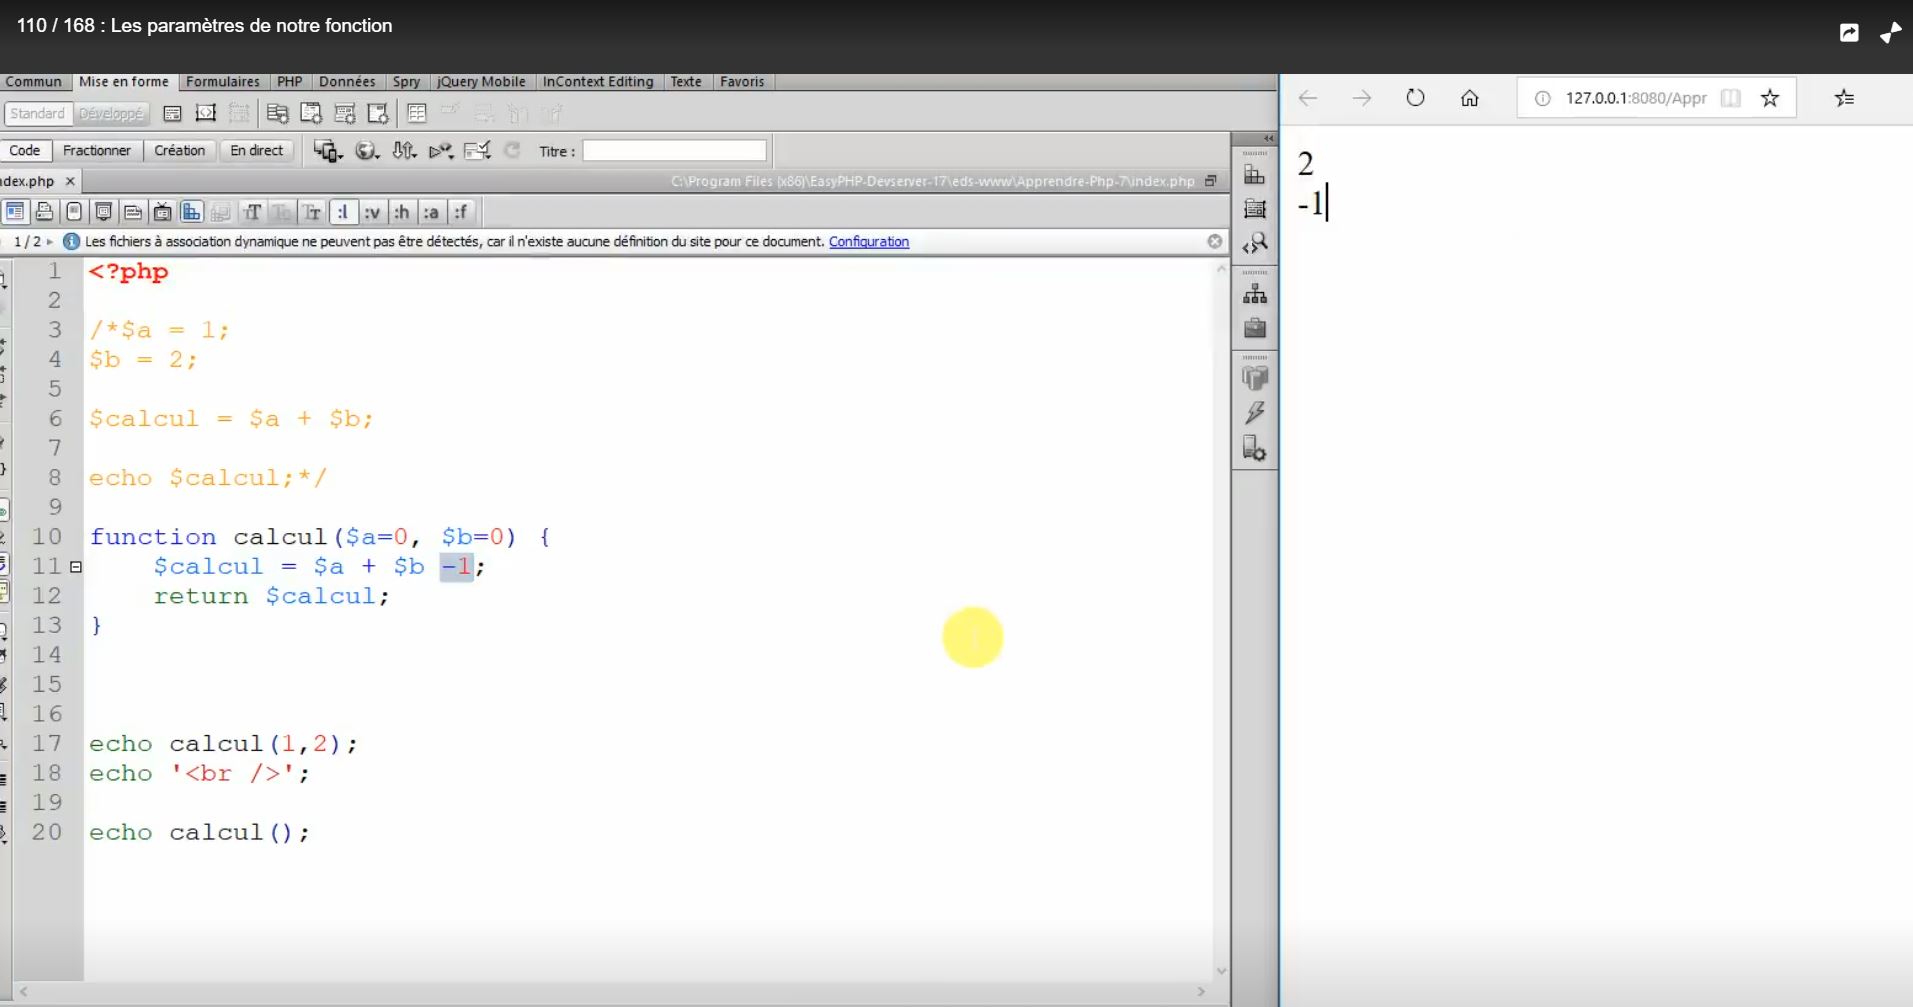 110 / 168 : Les paramètres de notre fonction
Commun Mise en forme Formulaires PHP Données Spry jQuery Mobile InContext Editing Texte Favoris
Standard Développé
127.0.0.1:8080/Appr
Code Fractionner Création En direct Titre :
dex.php C:\Program Files (x86)\EasyPHP-Devserver-17\eds-www\Apprendre-Php-7\index.php
:l :v :h :a :f
1 / 2 Les fichiers à association dynamique ne peuvent pas être détectés, car il n'existe aucune définition du site pour ce document. Configuration
1 <?php
2
3 /*$a = 1;
4 $b = 2;
5
6 $calcul = $a + $b;
7
8 echo $calcul;*/
9
10 function calcul($a=0, $b=0) {
11 $calcul = $a + $b -1;
12 return $calcul;
13 }
14
15
16
17 echo calcul(1,2);
18 echo '<br />';
19
20 echo calcul();
2
-1